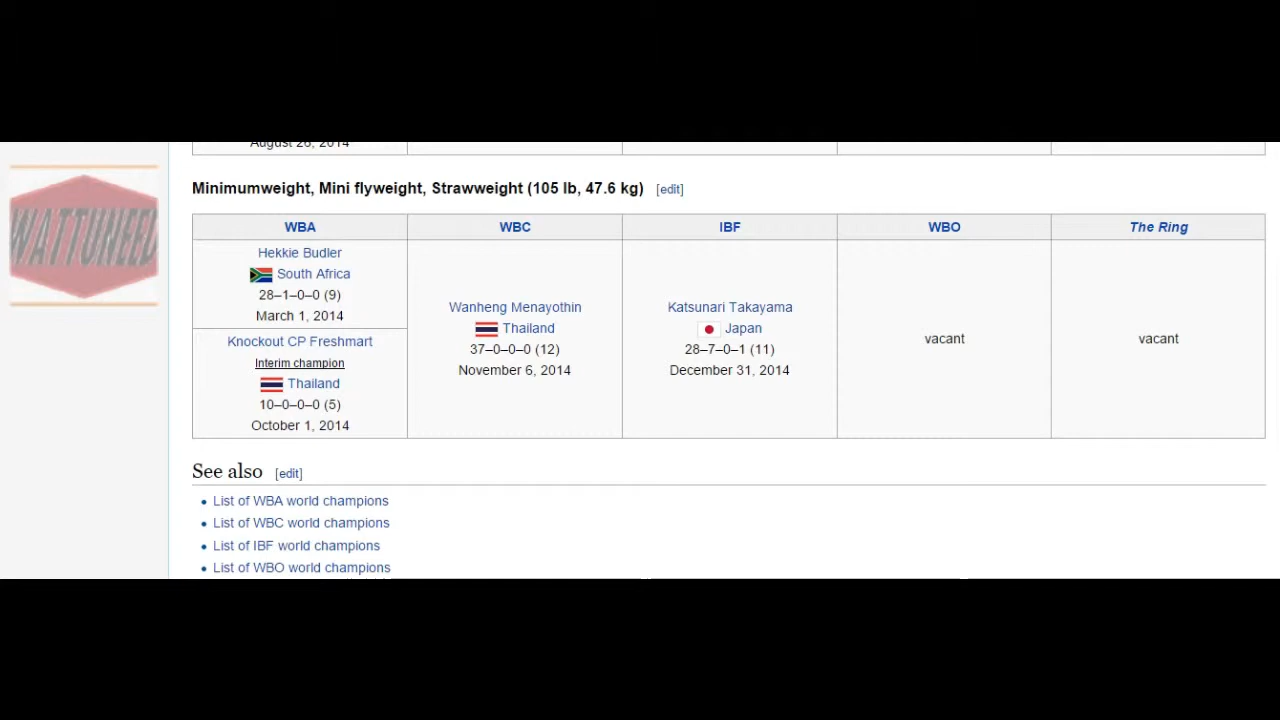 August 26, 2014
WATTUNEED
Minimumweight, Mini flyweight, Strawweight (105 lb, 47.6 kg) [edit]
WBA WBC IBF WBO The Ring
Hekkie Budler
South Africa
28–1–0–0 (9)
March 1, 2014
Knockout CP Freshmart
Interim champion
Thailand
10–0–0–0 (5)
October 1, 2014
Wanheng Menayothin
Thailand
37–0–0–0 (12)
November 6, 2014
Katsunari Takayama
Japan
28–7–0–1 (11)
December 31, 2014
vacant
vacant
See also [edit]
List of WBA world champions
List of WBC world champions
List of IBF world champions
List of WBO world champions